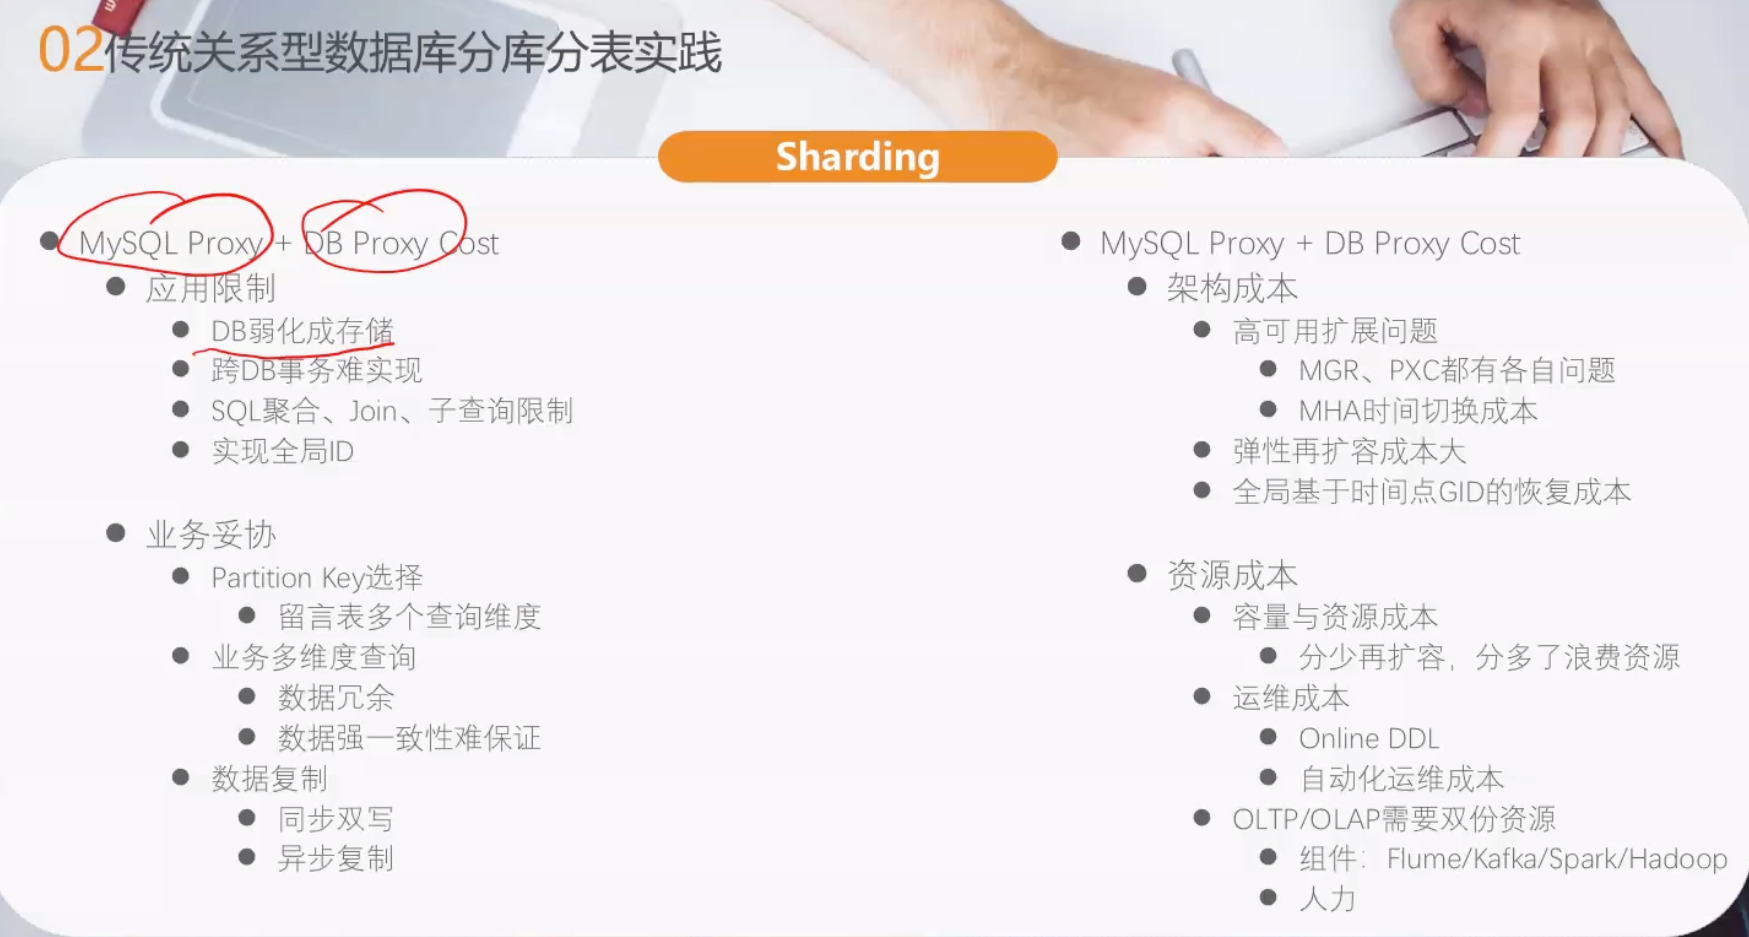 02传统关系型数据库分库分表实践
Sharding
MySQL Proxy + DB Proxy Cost
应用限制
DB弱化成存储
跨DB事务难实现
SQL聚合、Join、子查询限制
实现全局ID
业务妥协
Partition Key选择
留言表多个查询维度
业务多维度查询
数据冗余
数据强一致性难保证
数据复制
同步双写
异步复制
MySQL Proxy + DB Proxy Cost
架构成本
高可用扩展问题
MGR、PXC都有各自问题
MHA时间切换成本
弹性再扩容成本大
全局基于时间点GID的恢复成本
资源成本
容量与资源成本
分少再扩容，分多了浪费资源
运维成本
Online DDL
自动化运维成本
OLTP/OLAP需要双份资源
组件：Flume/Kafka/Spark/Hadoop
人力